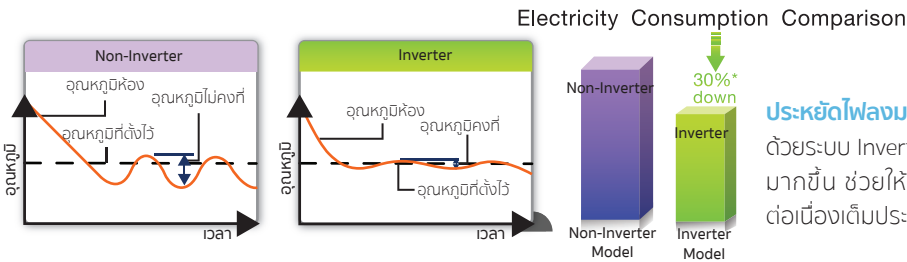 Electricity Consumption Comparison
Non-Inverter
อุณหภูมิห้อง
อุณหภูมิไม่คงที่
อุณหภูมิที่ตั้งไว้
อุณหภูมิ
เวลา
Inverter
อุณหภูมิห้อง
อุณหภูมิคงที่
อุณหภูมิที่ตั้งไว้
อุณหภูมิ
เวลา
Non-Inverter
30%*
down
Inverter
Non-Inverter
Model
Inverter
Model
ประหยัดไฟลงม
ด้วยระบบ Inver
มากขึ้น ช่วยให้
ต่อเนื่องเต็มประ